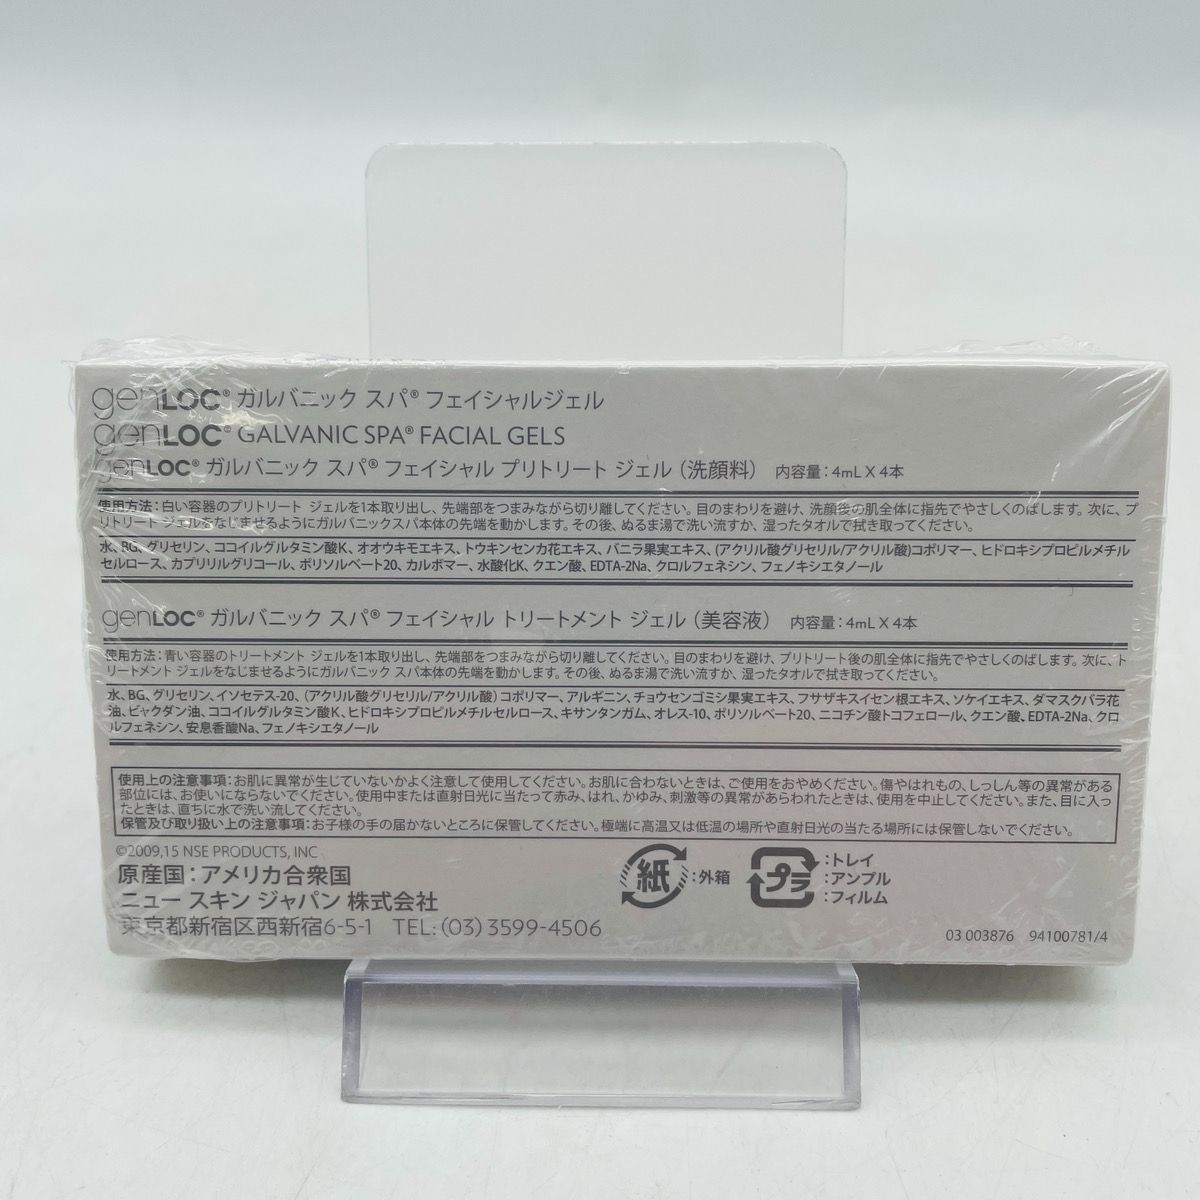 genLOC® ガルバニック スパ® フェイシャルジェル
genLOC® GALVANIC SPA® FACIAL GELS
genLOC® ガルバニック スパ® フェイシャル プリトリート ジェル（洗顔料） 内容量：4mL X 4本
使用方法：白い容器のプリトリート ジェルを1本取り出し、先端部をつまみながら切り離してください。目のまわりを避け、洗顔後の肌全体に指先でやさしくのばします。次に、プ
リトリート ジェルをなじませるようにガルバニックスパ本体の先端を動かします。その後、ぬるま湯で洗い流すか、湿ったタオルで拭き取ってください。
水、BG、グリセリン、ココイルグルタミン酸K、オオウキモエキス、トウキンセンカ花エキス、バニラ果実エキス、（アクリル酸グリセリル/アクリル酸）コポリマー、ヒドロキシプロピルメチル
セルロース、カプリリルグリコール、ポリソルベート20、カルボマー、水酸化K、クエン酸、EDTA-2Na、クロルフェネシン、フェノキシエタノール
genLOC® ガルバニック スパ® フェイシャル トリートメント ジェル（美容液） 内容量：4mL X 4本
使用方法：青い容器のトリートメント ジェルを1本取り出し、先端部をつまみながら切り離してください。目のまわりを避け、プリトリート後の肌全体に指先でやさしくのばします。次に、ト
リートメント ジェルをなじませるようにガルバニック スパ本体の先端を動かします。その後、ぬるま湯で洗い流すか、湿ったタオルで拭き取ってください。
水、BG、グリセリン、イソセテス-20、（アクリル酸グリセリル/アクリル酸）コポリマー、アルギニン、チョウセンゴミシ果実エキス、フサザキスイセン根エキス、ソケイエキス、ダマスクバラ花
油、ビャクダン油、ココイルグルタミン酸K、ヒドロキシプロピルメチルセルロース、キサンタンガム、オレス-10、ポリソルベート20、ニコチン酸トコフェロール、クエン酸、EDTA-2Na、クロ
ルフェネシン、安息香酸Na、フェノキシエタノール
使用上の注意事項：お肌に異常が生じていないかよく注意して使用してください。お肌に合わないときは、ご使用をおやめください。傷やはれもの、しっしん等の異常がある
部位には、お使いにならないでください。使用中または直射日光に当たって赤み、はれ、かゆみ、刺激等の異常があらわれたときは、使用を中止してください。また、目に入っ
たときは、直ちに水で洗い流してください。
保管及び取り扱い上の注意事項：お子様の手の届かないところに保管してください。極端に高温又は低温の場所や直射日光の当たる場所には保管しないでください。
©2009,15 NSE PRODUCTS, INC
原産国：アメリカ合衆国
ニュー スキン ジャパン 株式会社
東京都新宿区西新宿6-5-1 TEL: (03) 3599-4506
紙：外箱
プラ：トレイ
：アンプル
：フィルム
03 003876 94100781/4